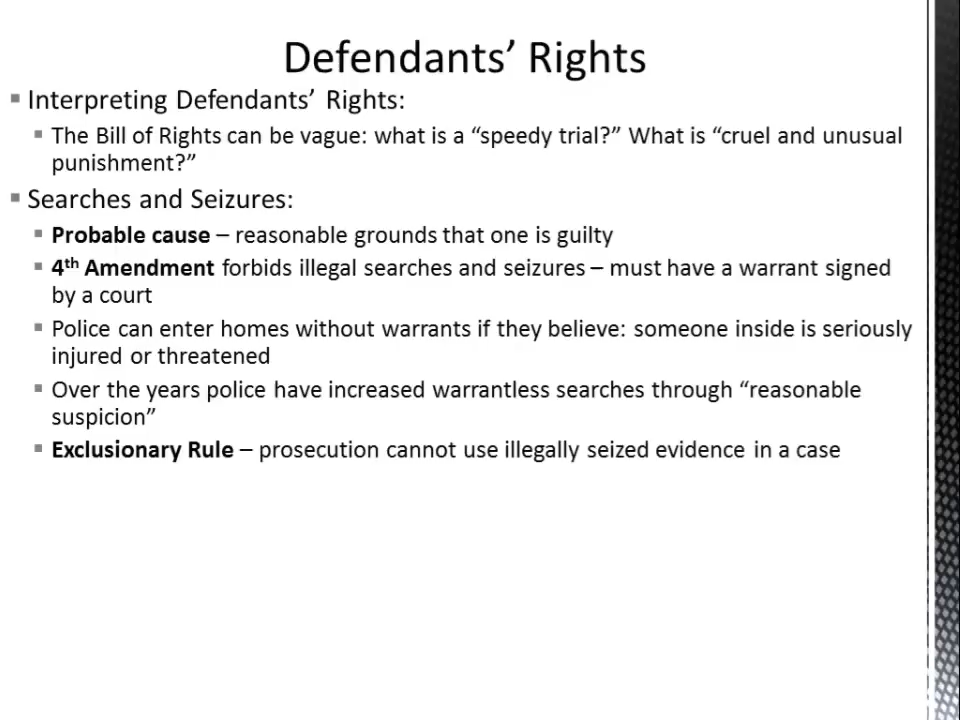 Defendants’ Rights
Interpreting Defendants’ Rights:
The Bill of Rights can be vague: what is a “speedy trial?” What is “cruel and unusual
punishment?”
Searches and Seizures:
Probable cause – reasonable grounds that one is guilty
4th Amendment forbids illegal searches and seizures – must have a warrant signed
by a court
Police can enter homes without warrants if they believe: someone inside is seriously
injured or threatened
Over the years police have increased warrantless searches through “reasonable
suspicion”
Exclusionary Rule – prosecution cannot use illegally seized evidence in a case